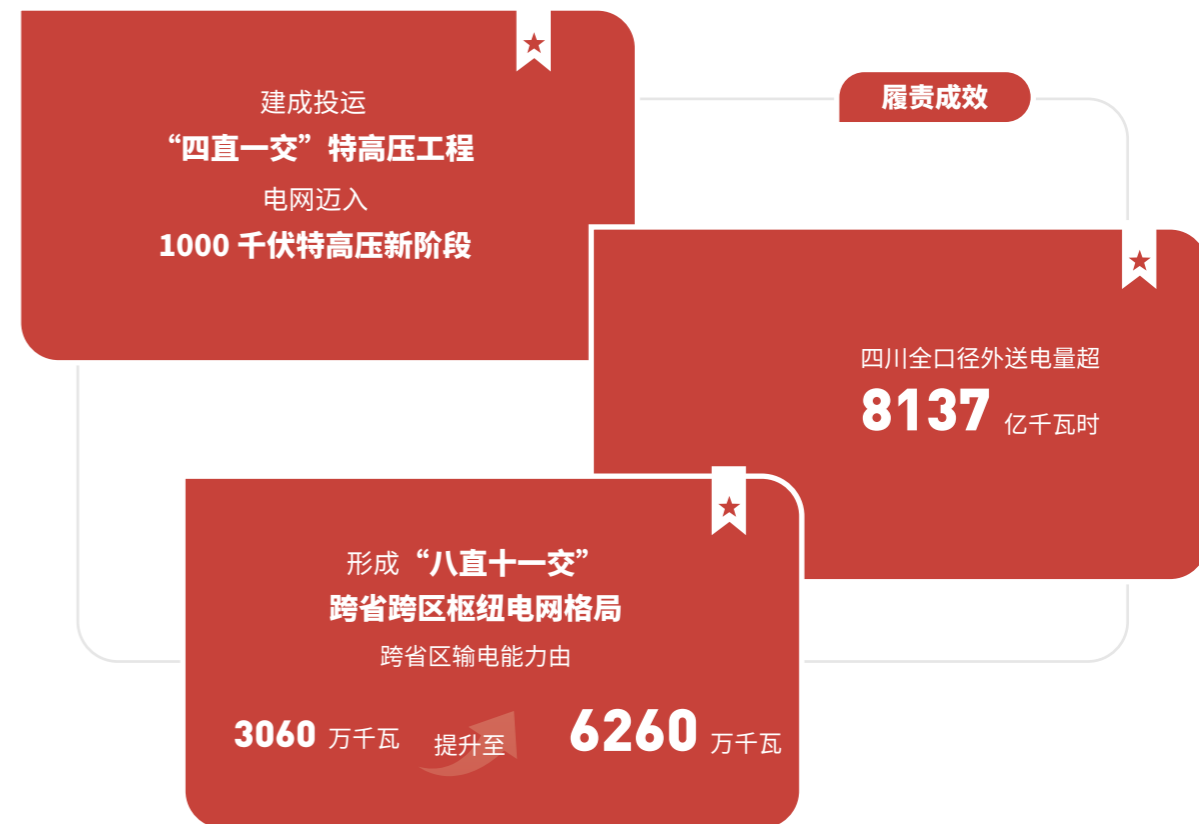 履责成效
建成投运
“四直一交”特高压工程
电网迈入
1000 千伏特高压新阶段
四川全口径外送电量超
8137 亿千瓦时
形成“八直十一交”
跨省跨区枢纽电网格局
跨省区输电能力由
3060 万千瓦 提升至 6260 万千瓦